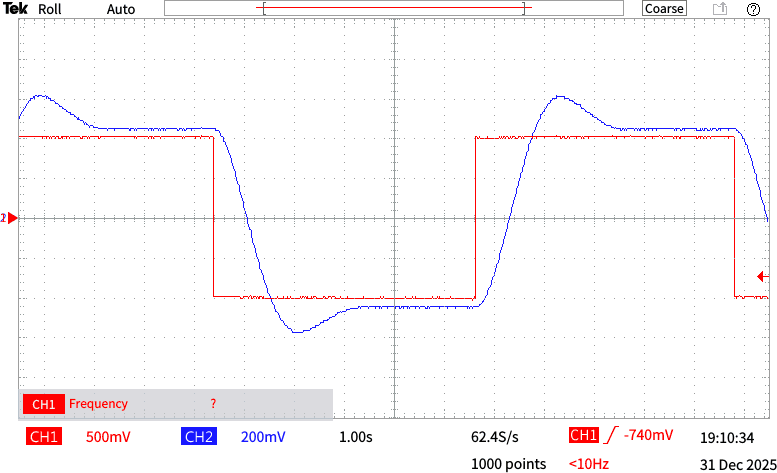 Tek Roll Auto Coarse ?
2
CH1 Frequency ?
CH1 500mV CH2 200mV 1.00s 62.4S/s CH1 -740mV 19:10:34
1000 points <10Hz 31 Dec 2025